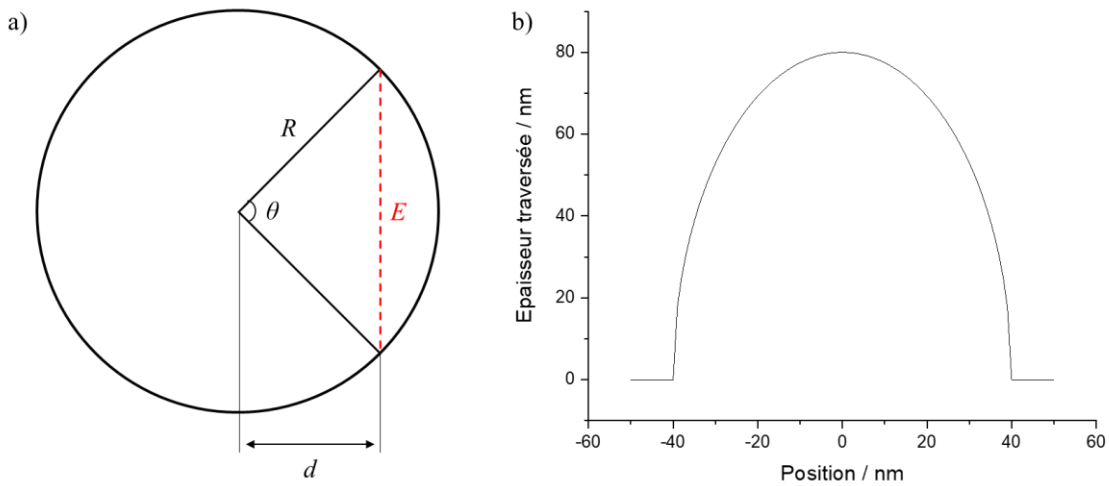 a)
R
θ
E
d
b)
Epaisseur traversée / nm
80
60
40
20
0
-60 -40 -20 0 20 40 60
Position / nm